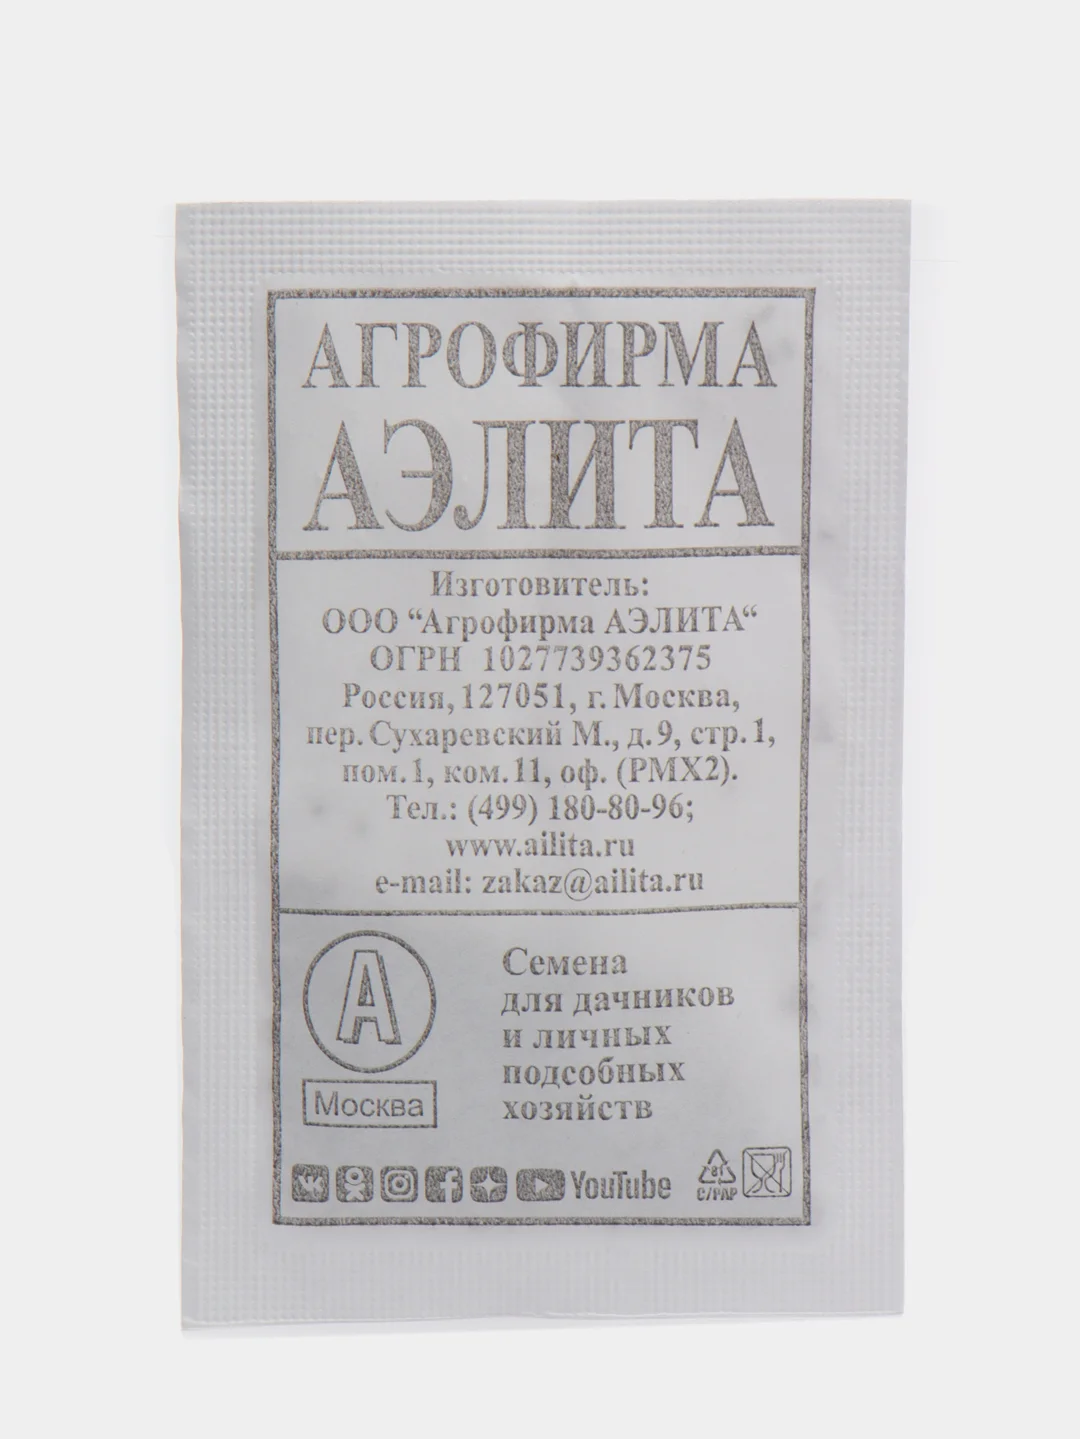 АГРОФИРМА
АЭЛИТА
Изготовитель:
ООО “Агрофирма АЭЛИТА“
ОГРН 1027739362375
Россия, 127051, г. Москва,
пер. Сухаревский М., д. 9, стр. 1,
пом. 1, ком. 11, оф. (РМХ2).
Тел.: (499) 180-80-96;
www.ailita.ru
e-mail: zakaz@ailita.ru
А
Москва
Семена
для дачников
и личных
подсобных
хозяйств
YouTube
81
C/PAP